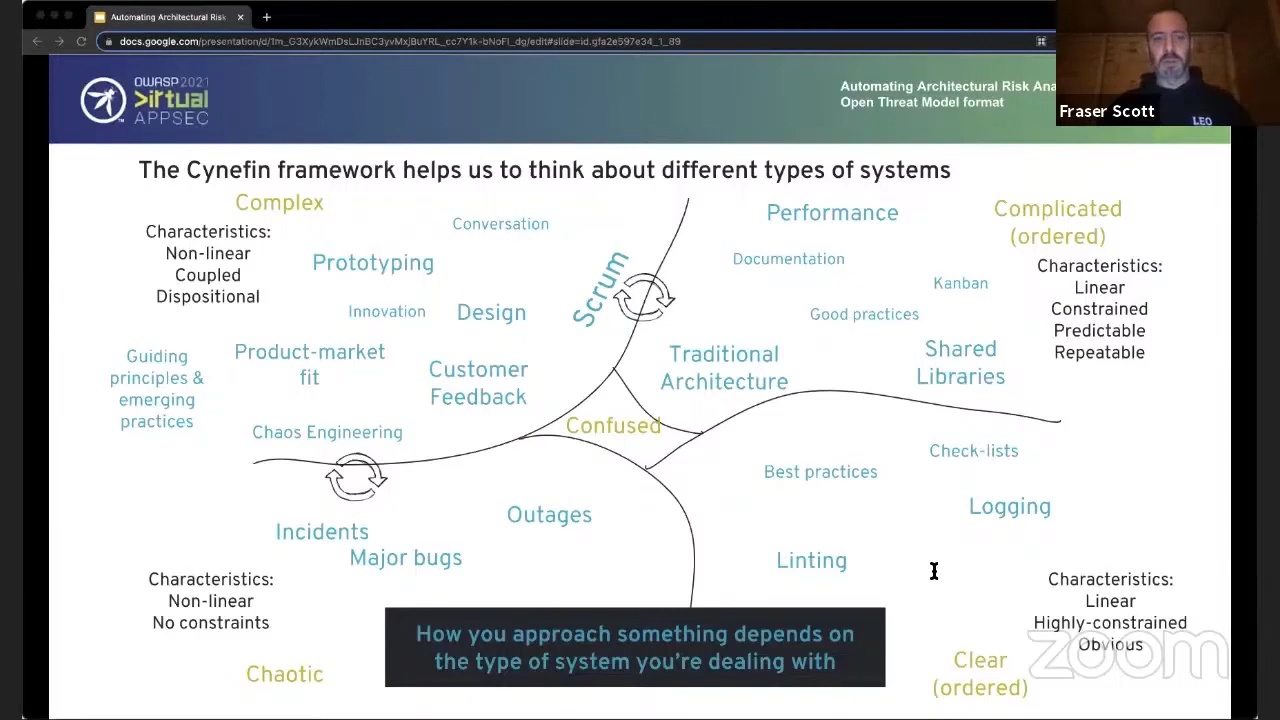 Automating Architectural Risk
docs.google.com/presentation/d/1m_G3XykWmDsLJnBC3yvMxjBuYRL_cc7Y1k-bNoFI_dg/edit#slide=id.gfa2e597e34_1_89
OWASP 2021
>irtual
APPSEC
Automating Architectural Risk Ana
Open Threat Model format
Fraser Scott
LEO
The Cynefin framework helps us to think about different types of systems
Complex
Characteristics:
Non-linear
Coupled
Dispositional
Conversation
Prototyping
Innovation
Design
Scrum
Guiding
principles &
emerging
practices
Product-market
fit
Customer
Feedback
Chaos Engineering
Performance
Documentation
Kanban
Good practices
Traditional
Architecture
Shared
Libraries
Complicated
(ordered)
Characteristics:
Linear
Constrained
Predictable
Repeatable
Confused
Incidents
Major bugs
Outages
Characteristics:
Non-linear
No constraints
Chaotic
Best practices
Check-lists
Logging
Linting
Characteristics:
Linear
Highly-constrained
Obvious
Clear
(ordered)
How you approach something depends on
the type of system you're dealing with
zoom